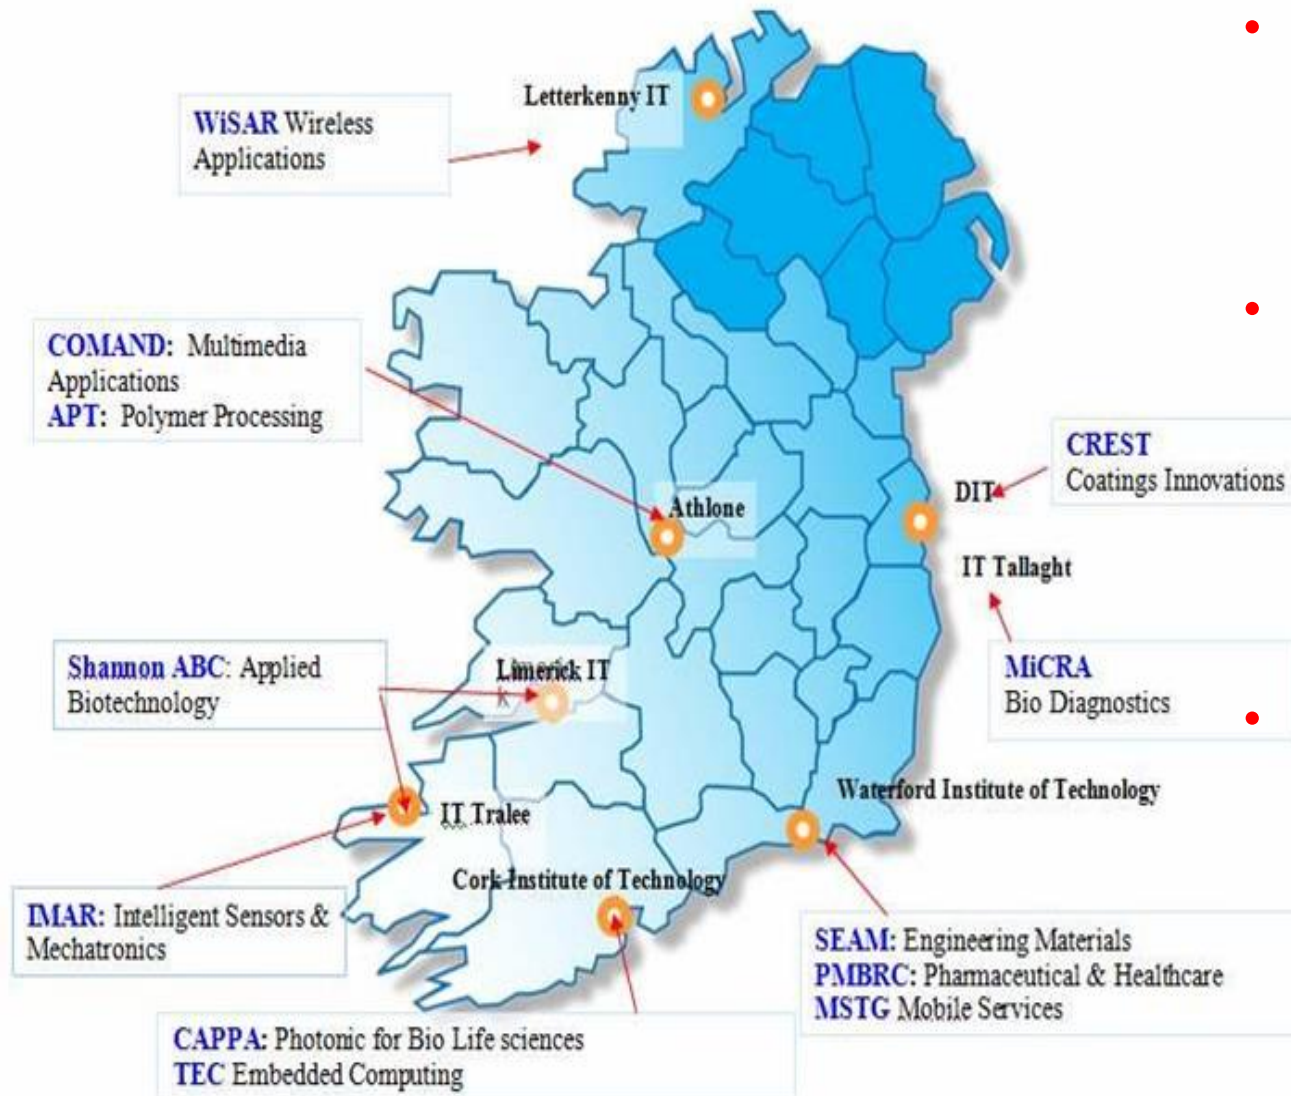 Letterkenny IT
WiSAR Wireless
Applications
COMAND: Multimedia
Applications
APT: Polymer Processing
CREST
Coatings Innovations
DIT
Athlone
IT Tallaght
MiCRA
Bio Diagnostics
Shannon ABC: Applied
Biotechnology
Limerick IT
k
Waterford Institute of Technology
IT Tralee
Cork Institute of Technology
IMAR: Intelligent Sensors &
Mechatronics
SEAM: Engineering Materials
PMBRC: Pharmaceutical & Healthcare
MSTG Mobile Services
CAPPA: Photonic for Bio Life sciences
TEC Embedded Computing